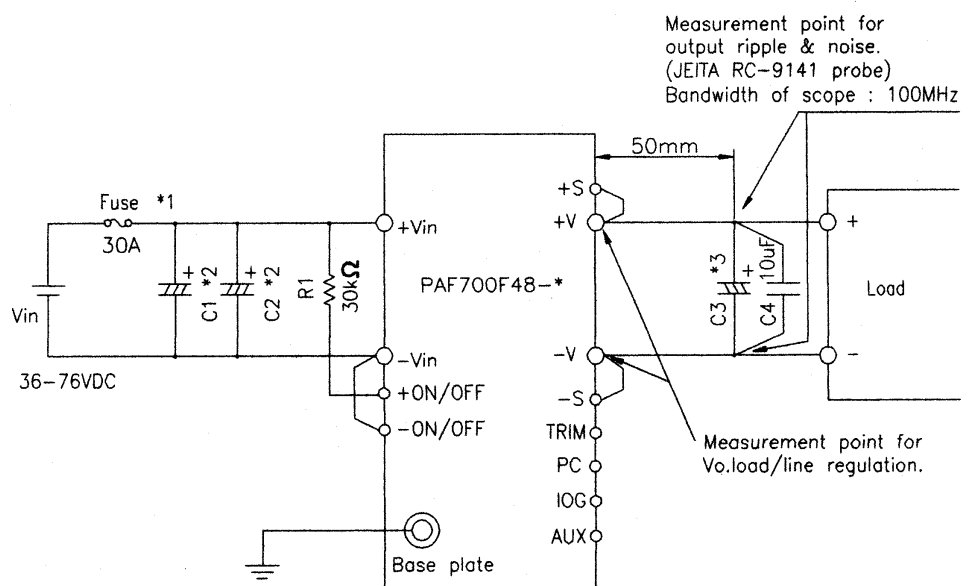 Measurement point for
output ripple & noise.
(JEITA RC-9141 probe)
Bandwidth of scope : 100MHz
50mm
Fuse *1
30A
+S
+V
+Vin
+
C1 *2
+
C2 *2
R1
30kΩ
PAF700F48-*
C3 *3
+
C4 10uF
+
Load
Vin
36-76VDC
-Vin
-V
-
+ON/OFF
-S
-ON/OFF
TRIM
Measurement point for
Vo.load/line regulation.
PC
IOG
AUX
Base plate